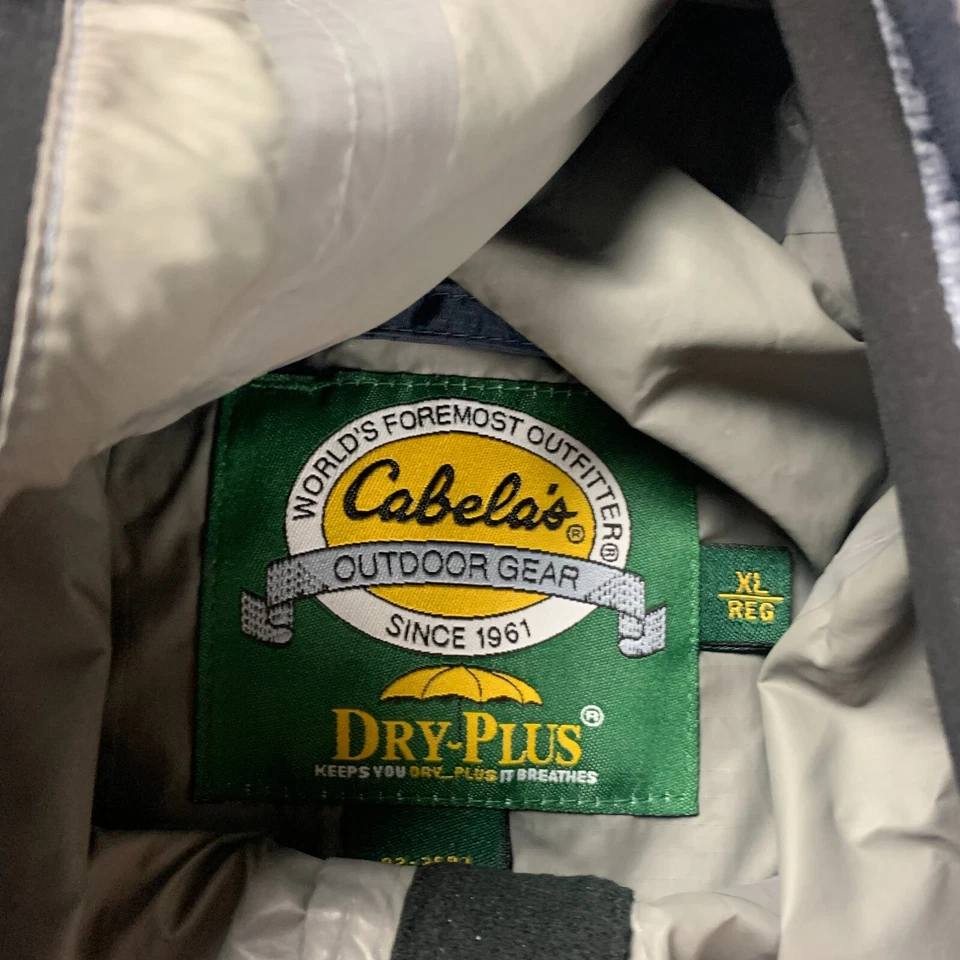 WORLD'S FOREMOST OUTFITTER®
Cabela's®
OUTDOOR GEAR
SINCE 1961
XL
REG
DRY-PLUS®
KEEPS YOU DRY...PLUS IT BREATHES